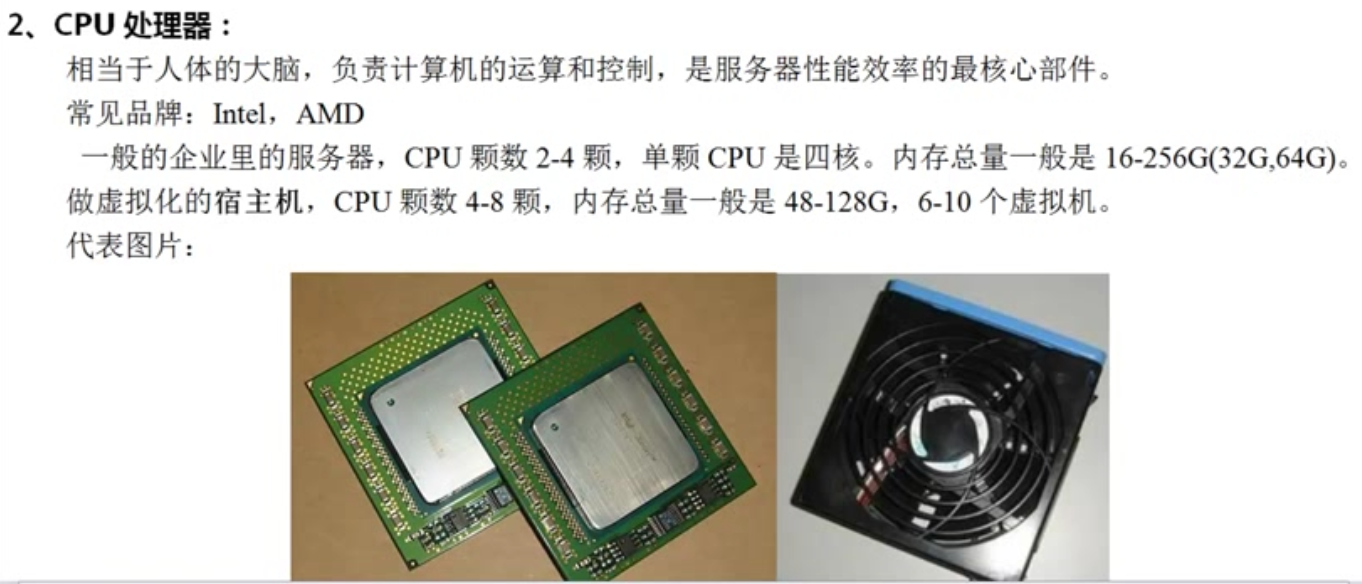 2、CPU 处理器：
相当于人体的大脑，负责计算机的运算和控制，是服务器性能效率的最核心部件。
常见品牌：Intel，AMD
一般的企业里的服务器，CPU 颗数 2-4 颗，单颗 CPU 是四核。内存总量一般是 16-256G(32G,64G)。
做虚拟化的宿主机，CPU 颗数 4-8 颗，内存总量一般是 48-128G，6-10 个虚拟机。
代表图片：